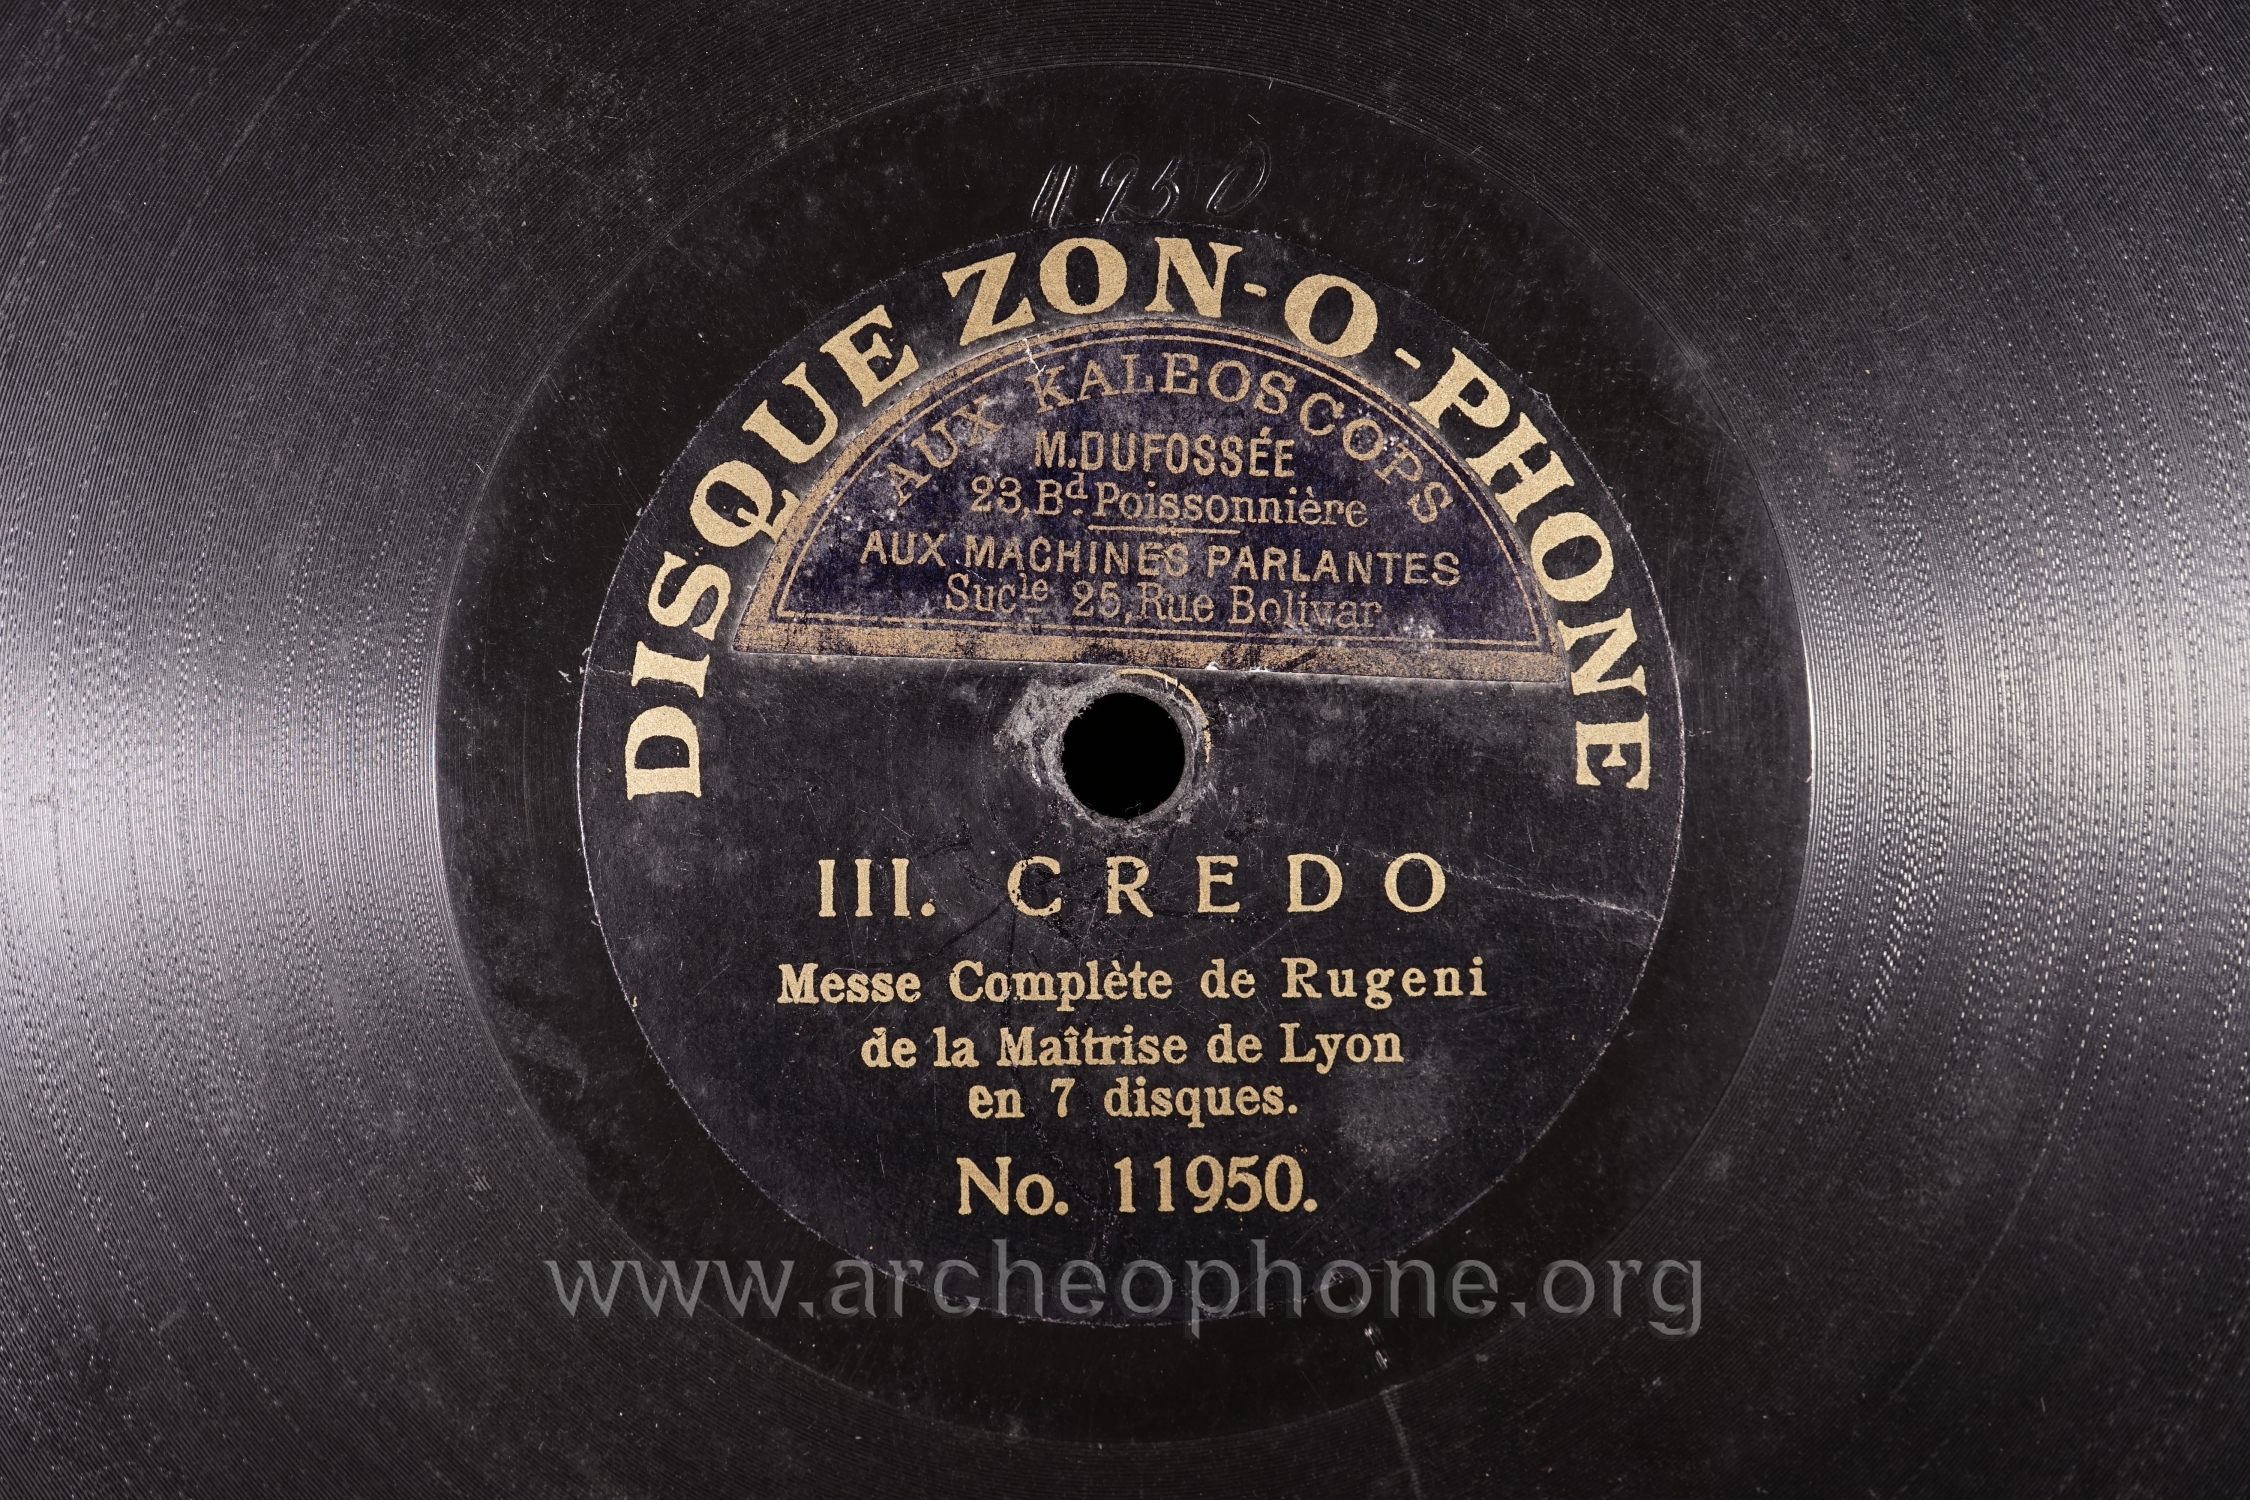 11950
DISQUE ZON-O-PHONE
AUX KALEOSCOPS
M. DUFOSSÉE
23, Bd. Poissonnière
AUX MACHINES PARLANTES
Sucle 25, Rue Bolivar
III. CREDO
Messe Complète de Rugeni
de la Maîtrise de Lyon
en 7 disques.
No. 11950.
www.archeophone.org